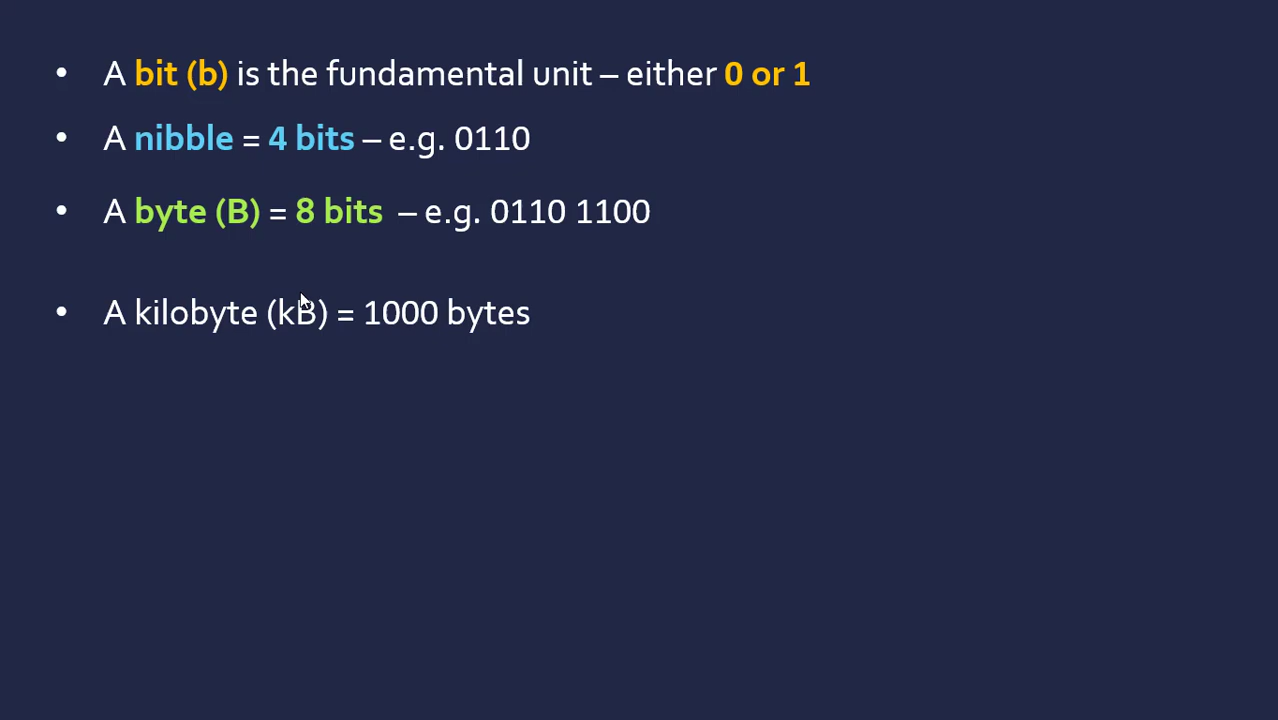 • A bit (b) is the fundamental unit – either 0 or 1
• A nibble = 4 bits – e.g. 0110
• A byte (B) = 8 bits – e.g. 0110 1100
• A kilobyte (kB) = 1000 bytes